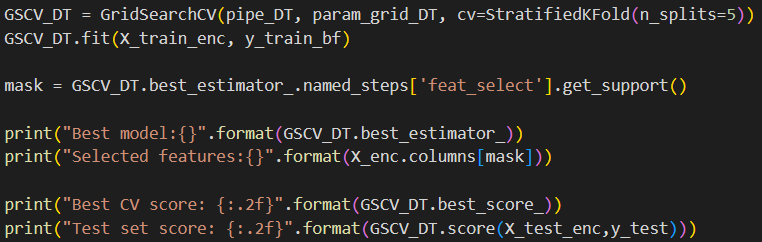 GSCV_DT = GridSearchCV(pipe_DT, param_grid_DT, cv=StratifiedKFold(n_splits=5))
GSCV_DT.fit(X_train_enc, y_train_bf)
mask = GSCV_DT.best_estimator_.named_steps['feat_select'].get_support()
print("Best model:{}".format(GSCV_DT.best_estimator_))
print("Selected features:{}".format(X_enc.columns[mask]))
print("Best CV score: {:.2f}".format(GSCV_DT.best_score_))
print("Test set score: {:.2f}".format(GSCV_DT.score(X_test_enc,y_test)))